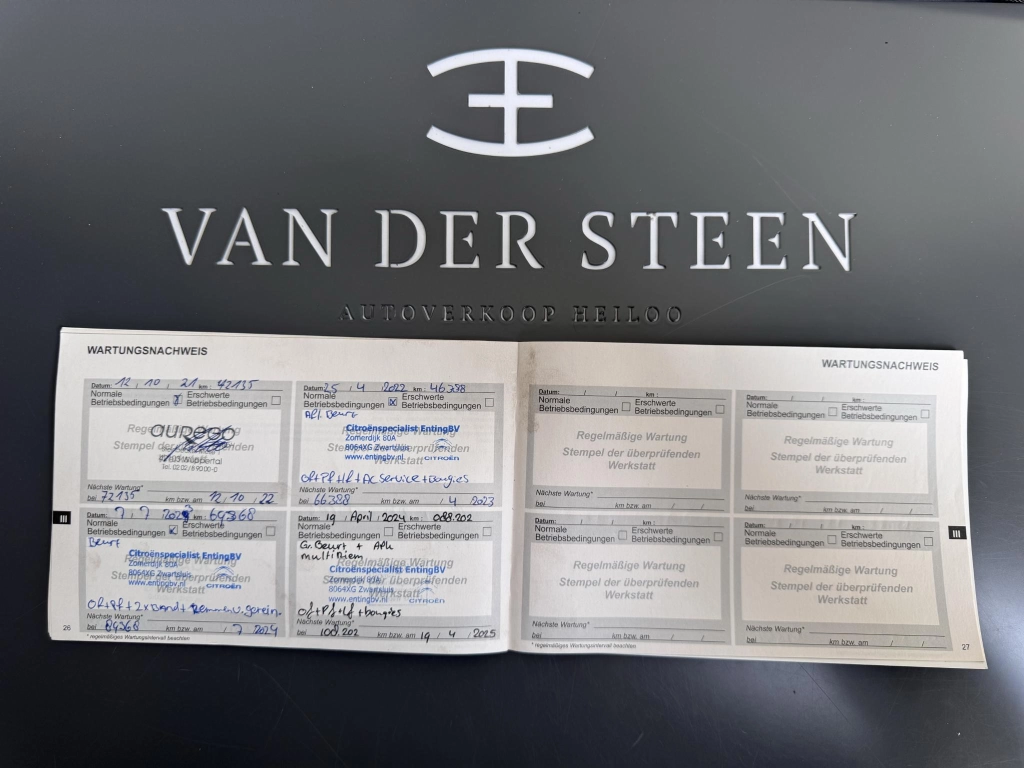 VAN DER STEEN
AUTOVERKOOP HEILOO
WARTUNGSNACHWEIS
Datum: 12, 10, 21 km: 42135
Normale Betriebsbedingungen x Erschwerte Betriebsbedingungen
Regelmäßige Wartung
Stempel der überprüfenden
Wuppertal
Nächste Wartung*
bei 72135 km bzw. am 12, 10, 22
Datum: 25, 4, 2022 km: 46388
Normale Betriebsbedingungen x Erschwerte Betriebsbedingungen
Citroënspecialist EntingBV
Zomerdijk 80A
8064XG Zwartsluis
www.entingbv.nl CITROËN
Nächste Wartung*
bei 66388 km bzw. am , 4, 2023
Datum: 7, 7, 2023 km:
Normale Betriebsbedingungen x Erschwerte Betriebsbedingungen
Beurt
Citroënspecialist EntingBV
Zomerdijk 80A
8064XG Zwartsluis
www.entingbv.nl CITROËN
Nächste Wartung*
bei km bzw. am , 7, 2024
* regelmäßiges Wartungsintervall beachten
26
Datum: 19, April, 2024 088.202
Normale Betriebsbedingungen Erschwerte Betriebsbedingungen
Gr. Beurt + Apk
multiriem
Citroënspecialist EntingBV
Zomerdijk 80A
8064XG Zwartsluis
www.entingbv.nl CITROËN
Of + Pf + Lf + bougies
Nächste Wartung*
bei 100.202 km bzw. am 19, 4, 2025
III
WARTUNGSNACHWEIS
Datum: / / km:
Normale Betriebsbedingungen Erschwerte Betriebsbedingungen
Regelmäßige Wartung
Stempel der überprüfenden
Werkstatt
Nächste Wartung*
bei km bzw. am / /
Datum: / / km:
Normale Betriebsbedingungen Erschwerte Betriebsbedingungen
Regelmäßige Wartung
Stempel der überprüfenden
Werkstatt
Nächste Wartung*
bei km bzw. am / /
Datum: / / km:
Normale Betriebsbedingungen Erschwerte Betriebsbedingungen
Regelmäßige Wartung
Stempel der überprüfenden
Werkstatt
Nächste Wartung*
bei km bzw. am / /
* regelmäßiges Wartungsintervall beachten
Datum: / / km:
Normale Betriebsbedingungen Erschwerte Betriebsbedingungen
Regelmäßige Wartung
Stempel der überprüfenden
Werkstatt
Nächste Wartung*
bei km bzw. am / /
III
27